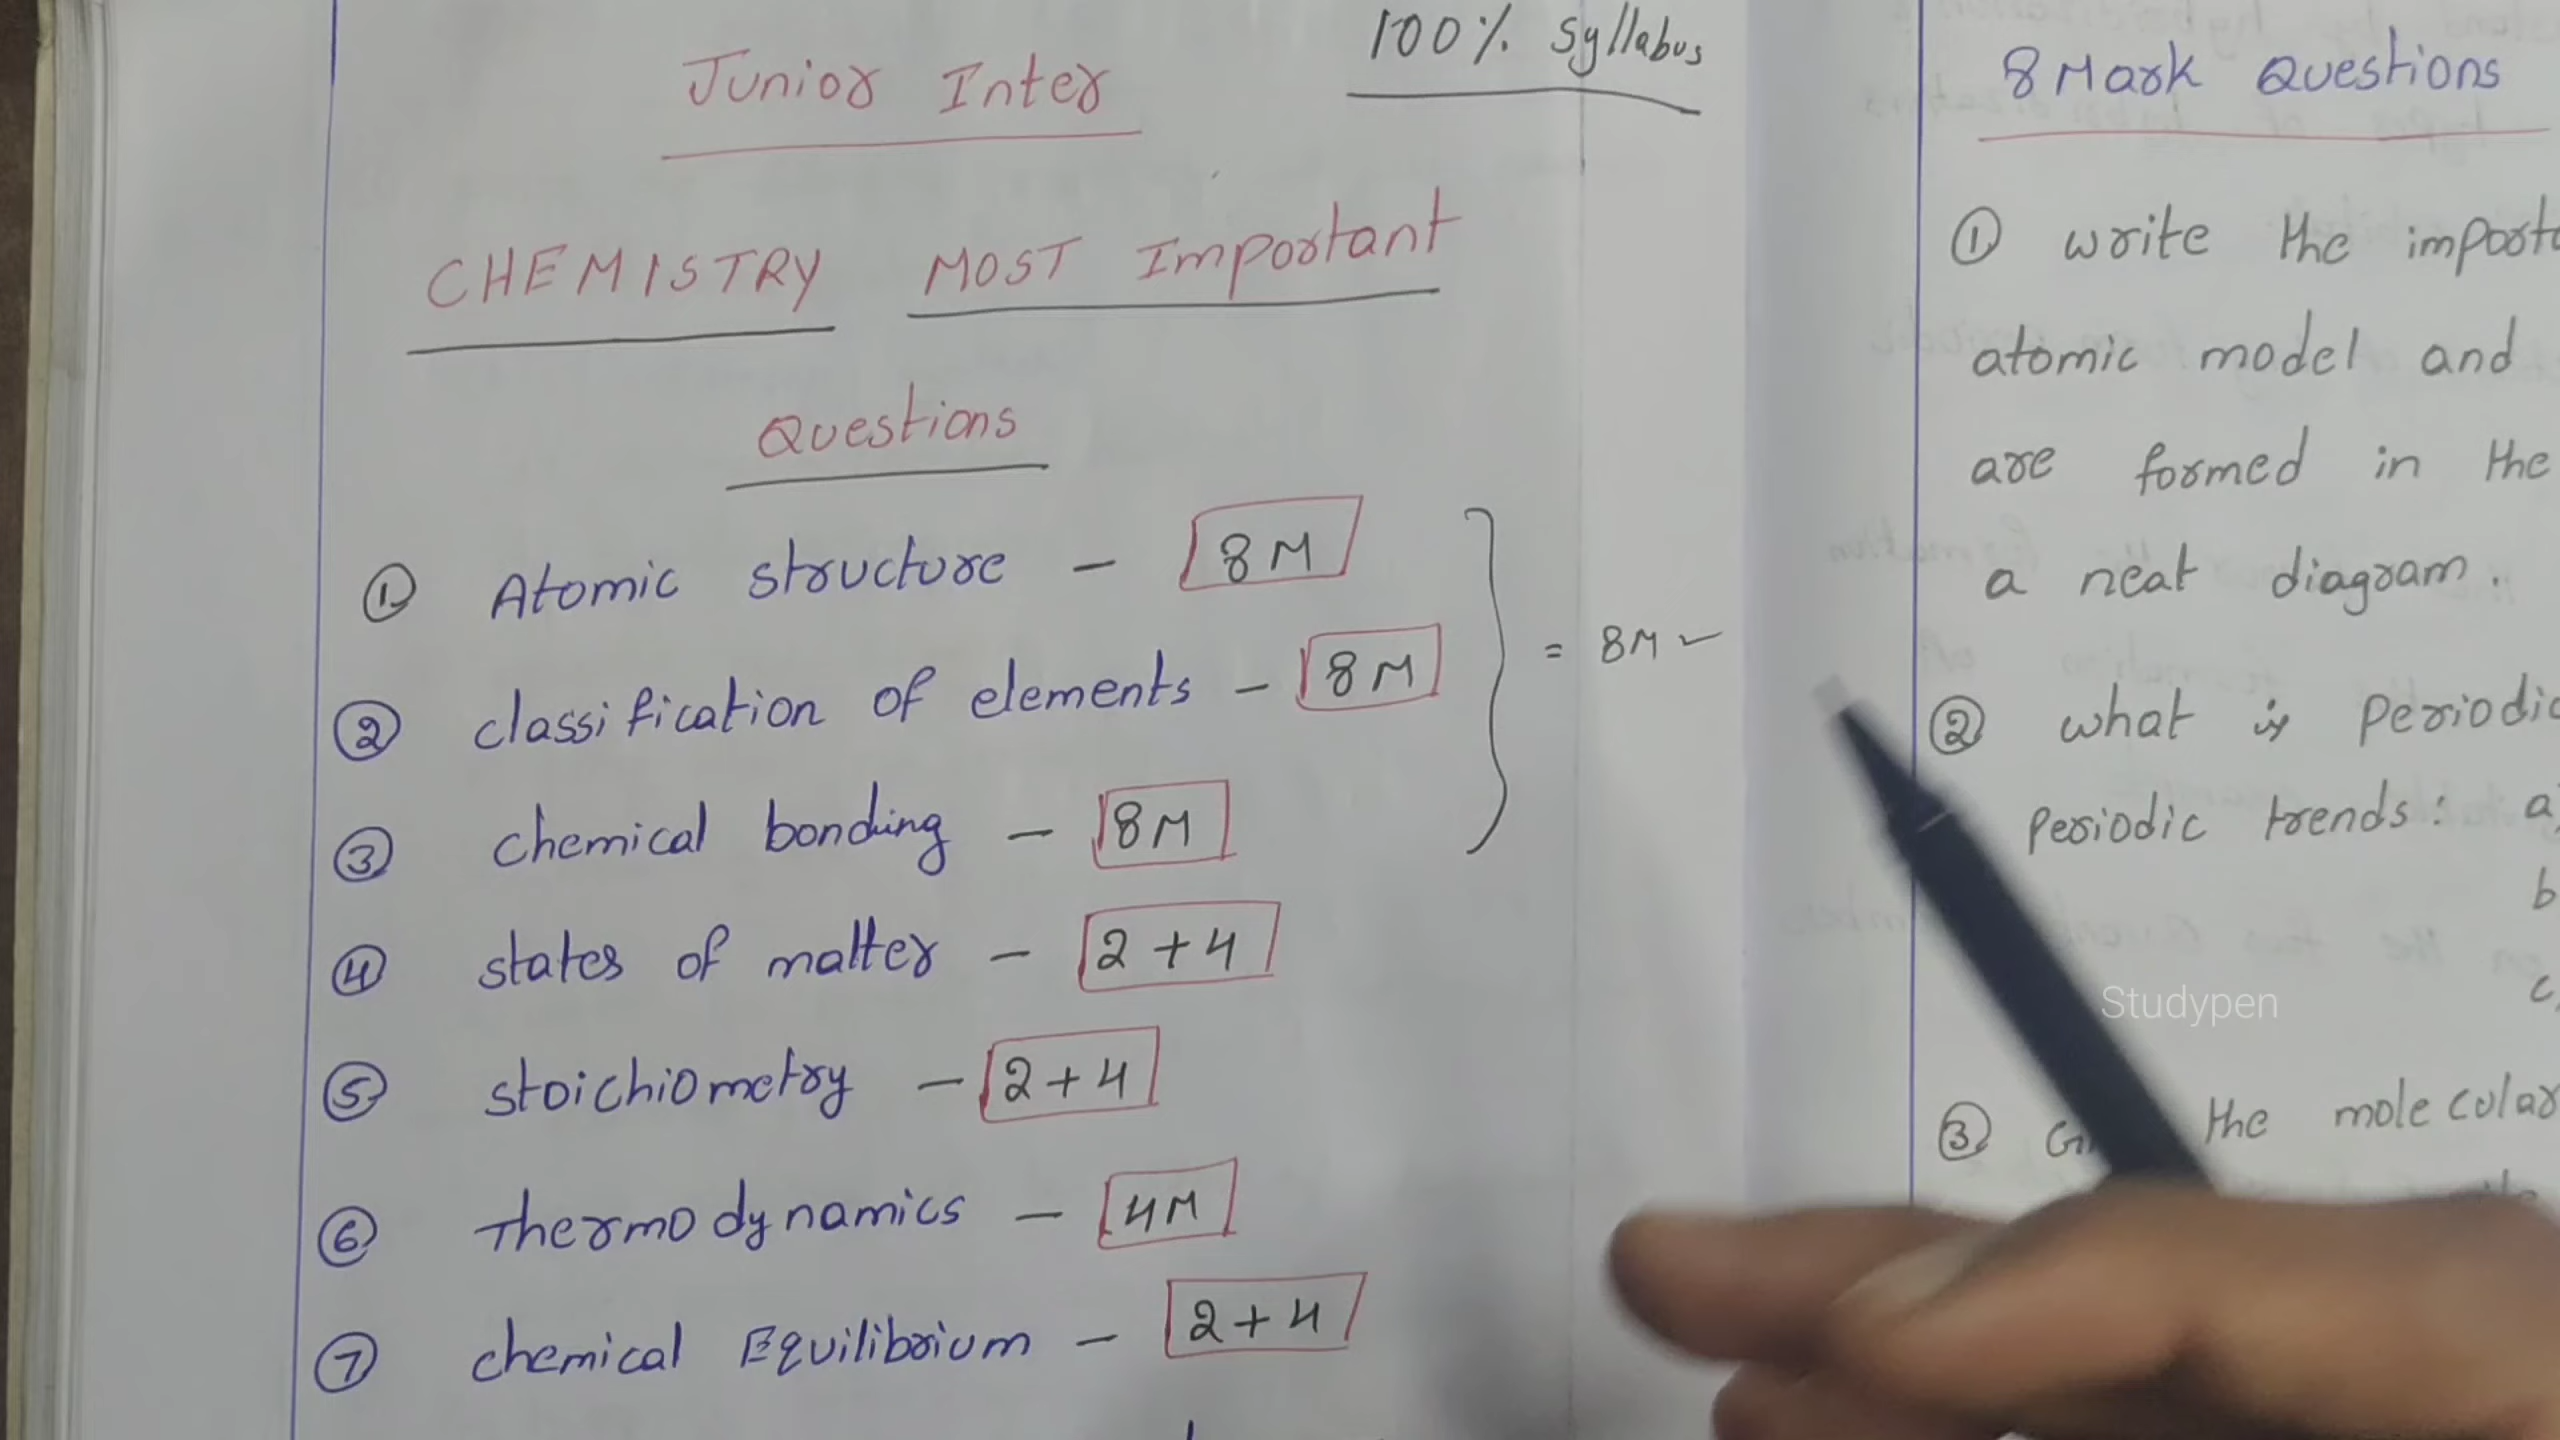 100% Syllabus
Junior Inter
CHEMISTRY MOST Important
Questions
① Atomic structure - 8M
② classification of elements - 8M
③ chemical bonding - 8M
= 8M
④ states of matter - 2+4
⑤ stoichiometry - 2+4
⑥ Thermodynamics - 4M
⑦ chemical Equilibrium - 2+4
8 Mark Questions
① write the
atomic model and
are formed in the
a neat diagram.
② what is
Periodic trends: a)
b
c
③ the
Studypen